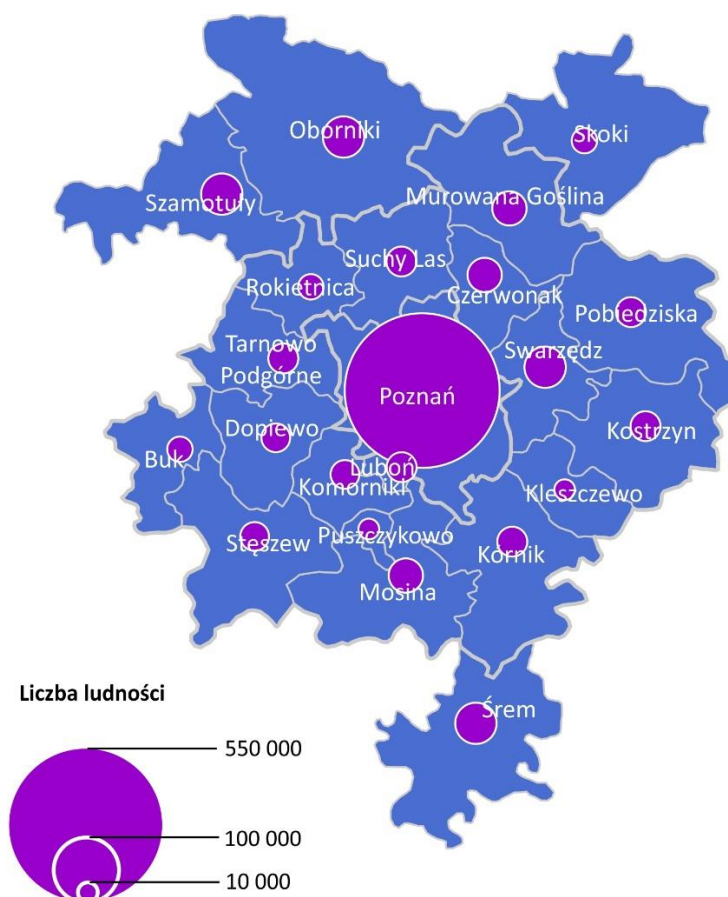 Oborniki
Skoki
Szamotuły
Murowana Goślina
Suchy Las
Rokietnica
Czerwonak
Pobiedziska
Tarnowo
Podgórne
Swarzędz
Poznań
Dopiewo
Kostrzyn
Buk
Luboń
Komorniki
Kleszczewo
Stęszew
Puszczykowo
Kórnik
Mosina
Śrem
Liczba ludności
550 000
100 000
10 000